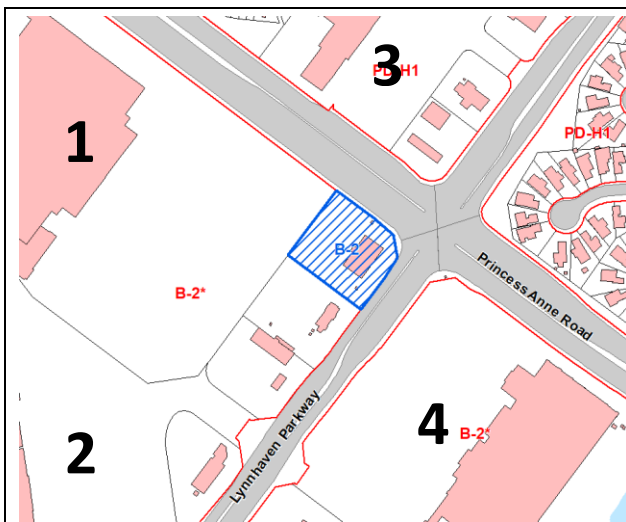 3
PD-H1
1
PD-H1
B-2
Princess Anne Road
B-2*
Lynnhaven Parkway
4
B-2*
2